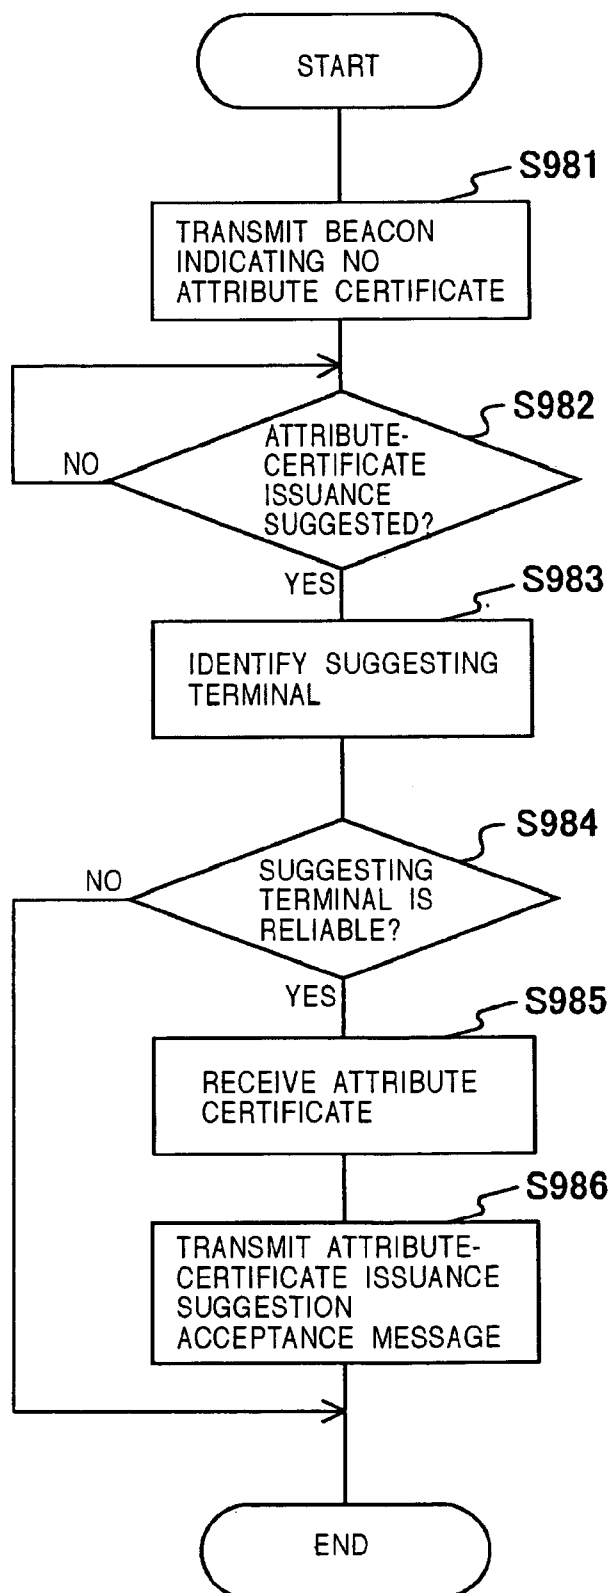 START
S981
TRANSMIT BEACON
INDICATING NO
ATTRIBUTE CERTIFICATE
S982
ATTRIBUTE-
CERTIFICATE
ISSUANCE
SUGGESTED?
NO
YES
S983
IDENTIFY SUGGESTING
TERMINAL
S984
SUGGESTING
TERMINAL IS
RELIABLE?
NO
YES
S985
RECEIVE ATTRIBUTE
CERTIFICATE
S986
TRANSMIT ATTRIBUTE-
CERTIFICATE ISSUANCE
SUGGESTION
ACCEPTANCE MESSAGE
END